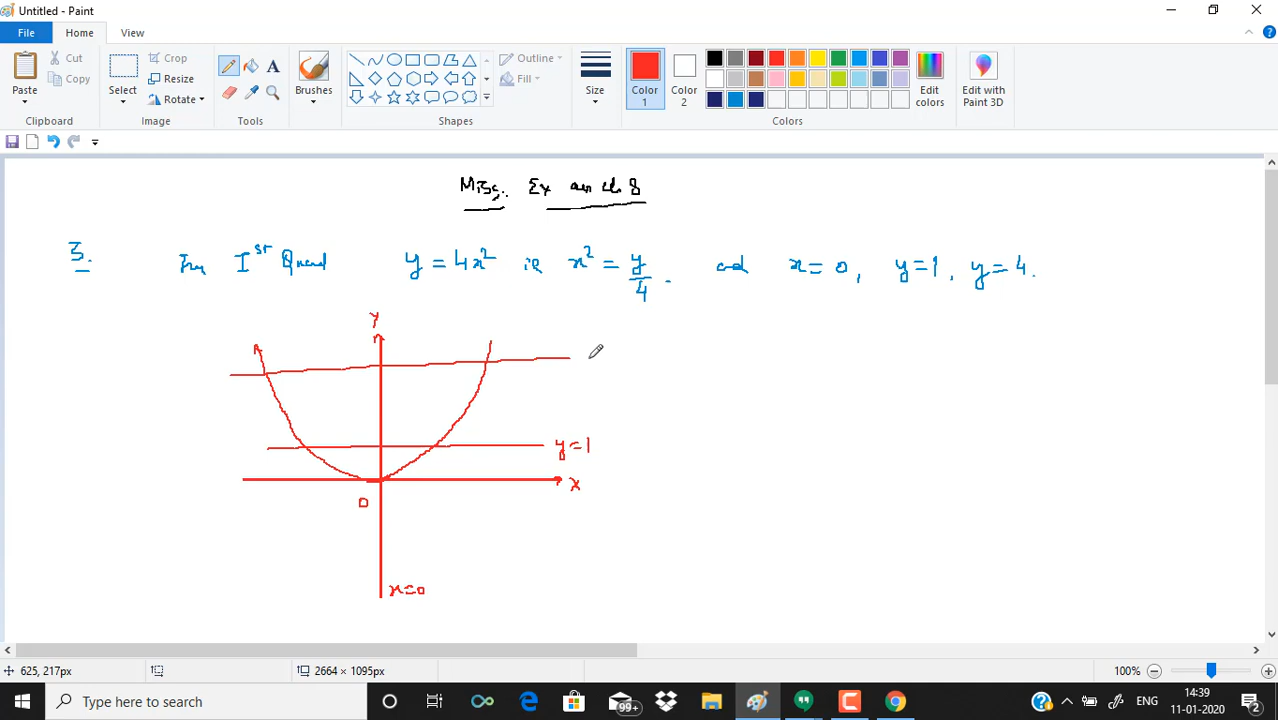 Untitled - Paint
File Home View
Paste Cut Copy Clipboard
Select Crop Resize Rotate Image
Tools
Brushes
Shapes Outline Fill
Size
Color 1 Color 2 Colors
Edit colors
Edit with Paint 3D
Misc. Ex on ch 8
3. Ist Quad y = 4x² ie x² = y/4 . and x = 0, y = 1, y = 4.
Y
y = 1
X
O
x = 0
625, 217px 2664 × 1095px 100%
Type here to search
99+
ENG
14:39
11-01-2020
2